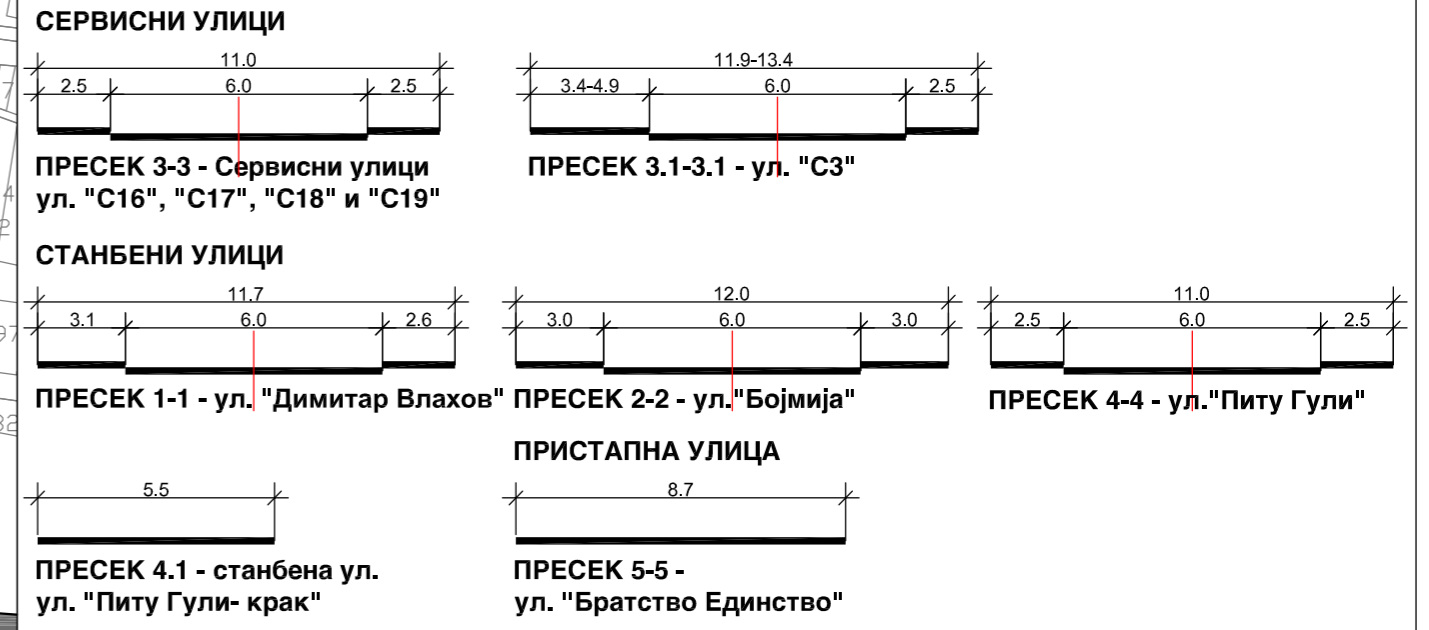 СЕРВИСНИ УЛИЦИ
11.0
2.5 6.0 2.5
ПРЕСЕК 3-3 - Сервисни улици
ул. "С16", "С17", "С18" и "С19"
11.9-13.4
3.4-4.9 6.0 2.5
ПРЕСЕК 3.1-3.1 - ул. "С3"
СТАНБЕНИ УЛИЦИ
11.7
3.1 6.0 2.6
ПРЕСЕК 1-1 - ул. "Димитар Влахов"
12.0
3.0 6.0 3.0
ПРЕСЕК 2-2 - ул."Бојмија"
11.0
2.5 6.0 2.5
ПРЕСЕК 4-4 - ул."Питу Гули"
5.5
ПРЕСЕК 4.1 - станбена ул.
ул. "Питу Гули- крак"
ПРИСТАПНА УЛИЦА
8.7
ПРЕСЕК 5-5 -
ул. "Братство Единство"